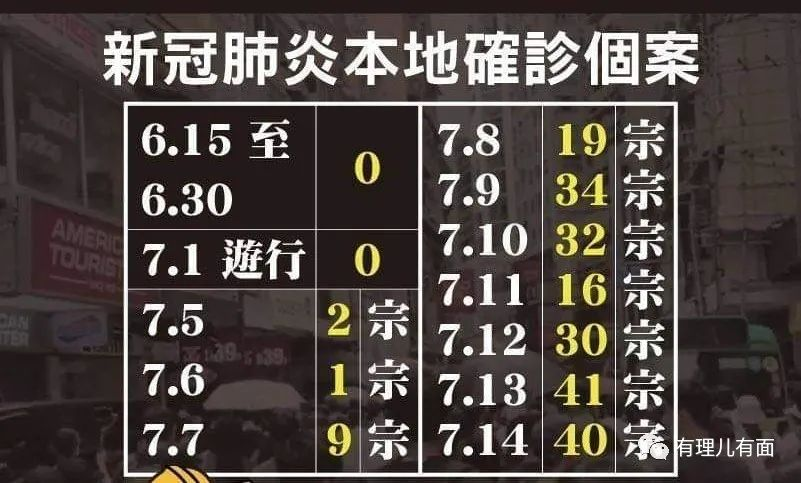 新冠肺炎本地確診個案
6.15 至
6.30
0
7.1 遊行
0
7.5 2 宗
7.6 1 宗
7.7 9 宗
7.8 19 宗
7.9 34 宗
7.10 32 宗
7.11 16 宗
7.12 30 宗
7.13 41 宗
7.14 40 宗
有理儿有面
AMERICAN
TOURIST